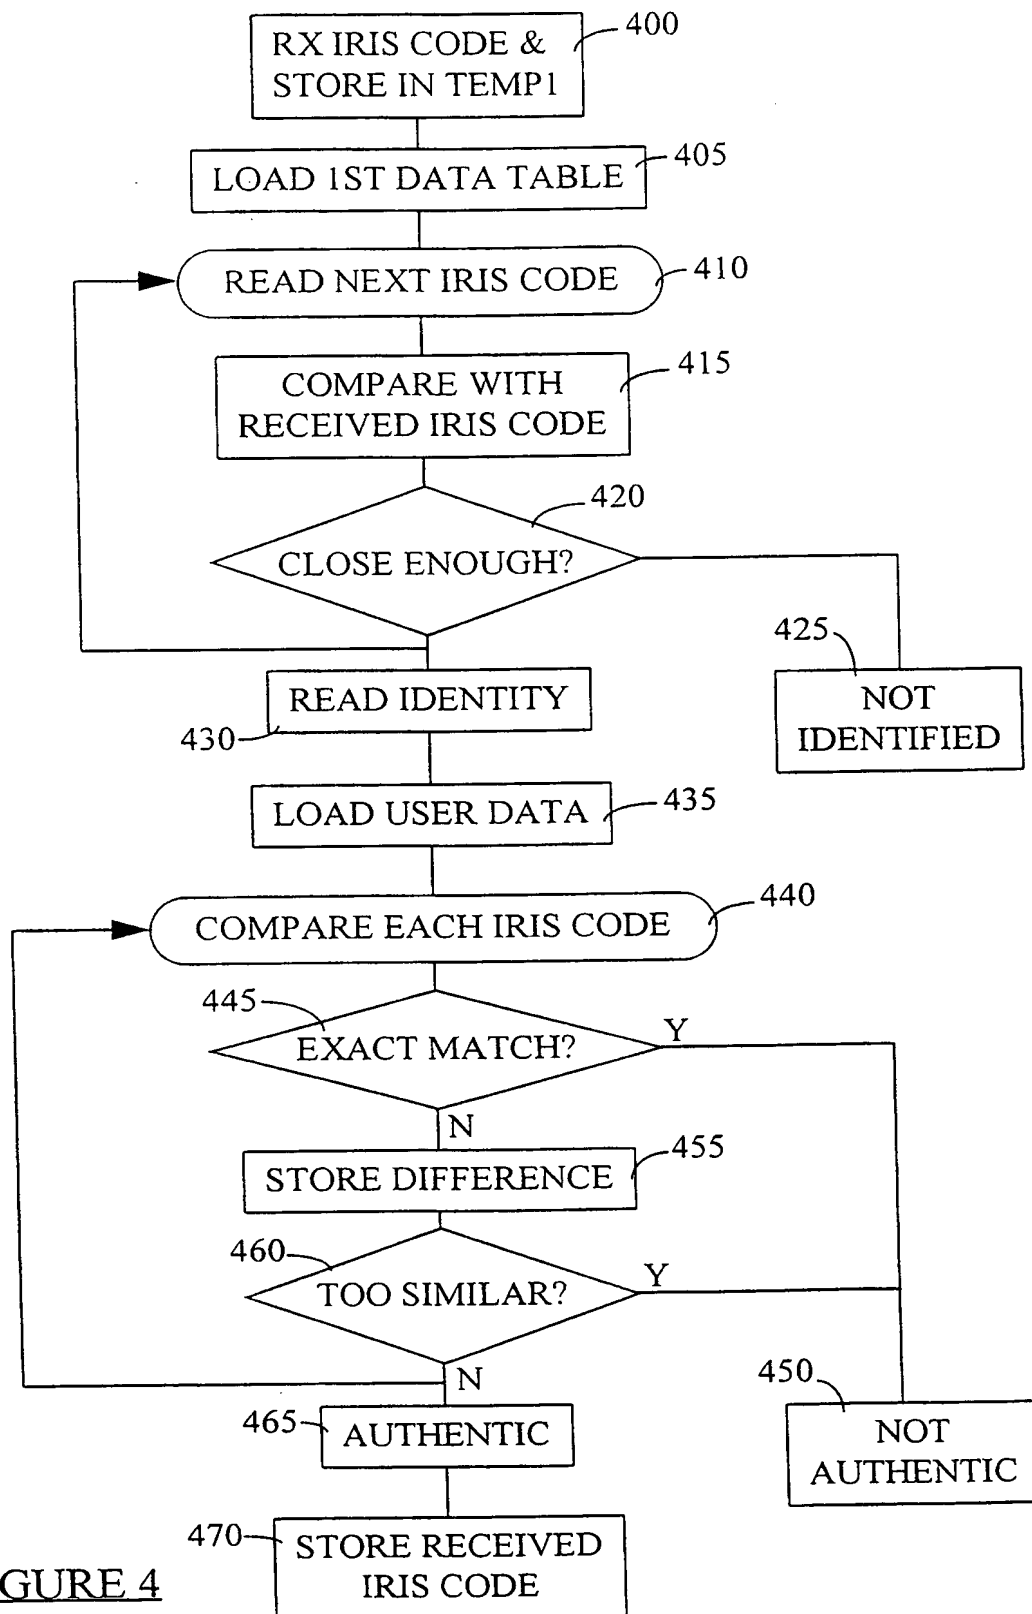 RX IRIS CODE &
STORE IN TEMP1
400
LOAD 1ST DATA TABLE
405
READ NEXT IRIS CODE
410
COMPARE WITH
RECEIVED IRIS CODE
415
420
CLOSE ENOUGH?
425
NOT
IDENTIFIED
READ IDENTITY
430
LOAD USER DATA
435
COMPARE EACH IRIS CODE
440
445
EXACT MATCH?
Y
N
STORE DIFFERENCE
455
460
TOO SIMILAR?
Y
N
450
NOT
AUTHENTIC
465
AUTHENTIC
470
STORE RECEIVED
IRIS CODE
GURE 4